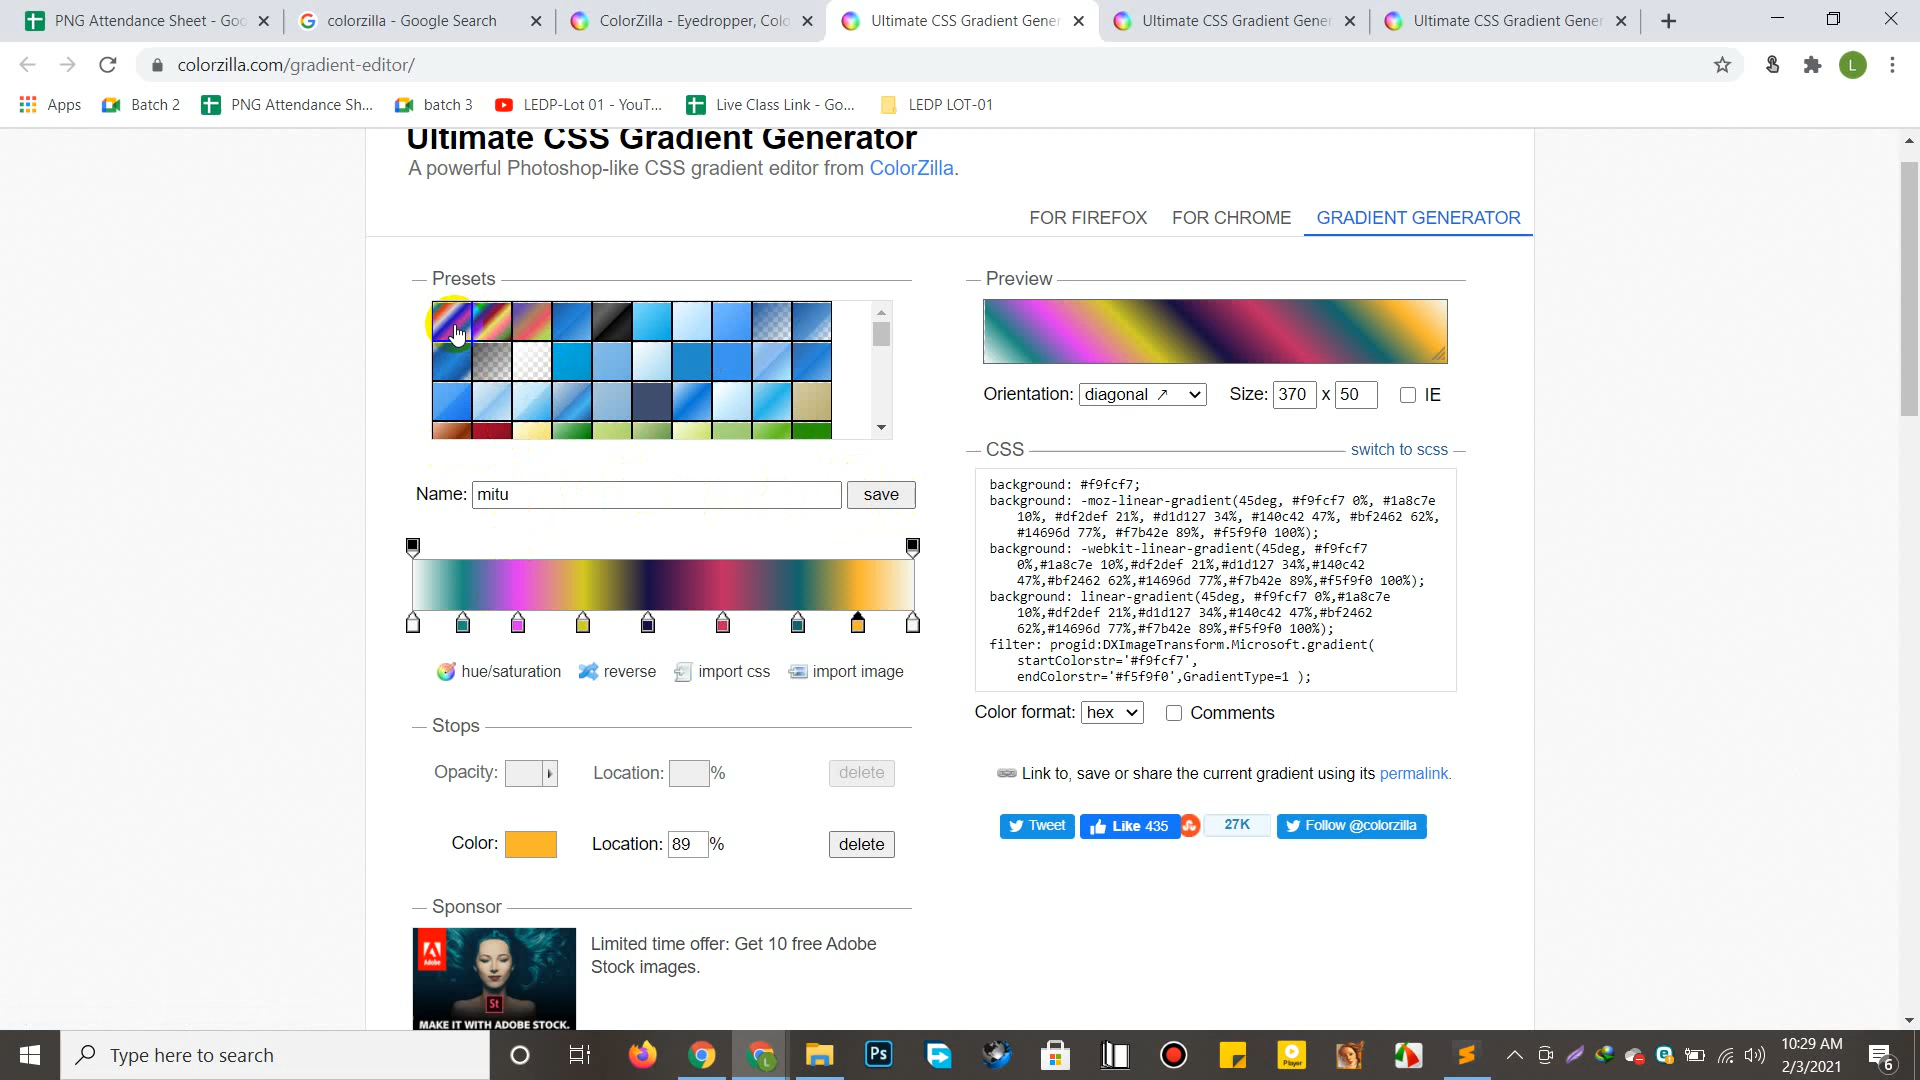 PNG Attendance Sheet - Goo
colorzilla - Google Search
ColorZilla - Eyedropper, Colo
Ultimate CSS Gradient Gener
Ultimate CSS Gradient Gener
Ultimate CSS Gradient Gener
colorzilla.com/gradient-editor/
L
Apps
Batch 2
PNG Attendance Sh...
batch 3
LEDP-Lot 01 - YouT...
Live Class Link - Go...
LEDP LOT-01
Ultimate CSS Gradient Generator
A powerful Photoshop-like CSS gradient editor from ColorZilla.
FOR FIREFOX FOR CHROME GRADIENT GENERATOR
Presets
Name: mitu save
hue/saturation reverse import css import image
Stops
Opacity: Location: % delete
Color: Location: 89 % delete
Sponsor
Adobe
St
MAKE IT WITH ADOBE STOCK.
Limited time offer: Get 10 free Adobe
Stock images.
Preview
Orientation: diagonal ↗ Size: 370 x 50 IE
CSS switch to scss
background: #f9fcf7;
background: -moz-linear-gradient(45deg, #f9fcf7 0%, #1a8c7e
10%, #df2def 21%, #d1d127 34%, #140c42 47%, #bf2462 62%,
#14696d 77%, #f7b42e 89%, #f5f9f0 100%);
background: -webkit-linear-gradient(45deg, #f9fcf7
0%,#1a8c7e 10%,#df2def 21%,#d1d127 34%,#140c42
47%,#bf2462 62%,#14696d 77%,#f7b42e 89%,#f5f9f0 100%);
background: linear-gradient(45deg, #f9fcf7 0%,#1a8c7e
10%,#df2def 21%,#d1d127 34%,#140c42 47%,#bf2462
62%,#14696d 77%,#f7b42e 89%,#f5f9f0 100%);
filter: progid:DXImageTransform.Microsoft.gradient(
startColorstr='#f9fcf7',
endColorstr='#f5f9f0',GradientType=1 );
Color format: hex Comments
Link to, save or share the current gradient using its permalink.
Tweet Like 435 27K Follow @colorzilla
Type here to search
Ps
Player
10:29 AM
2/3/2021
6